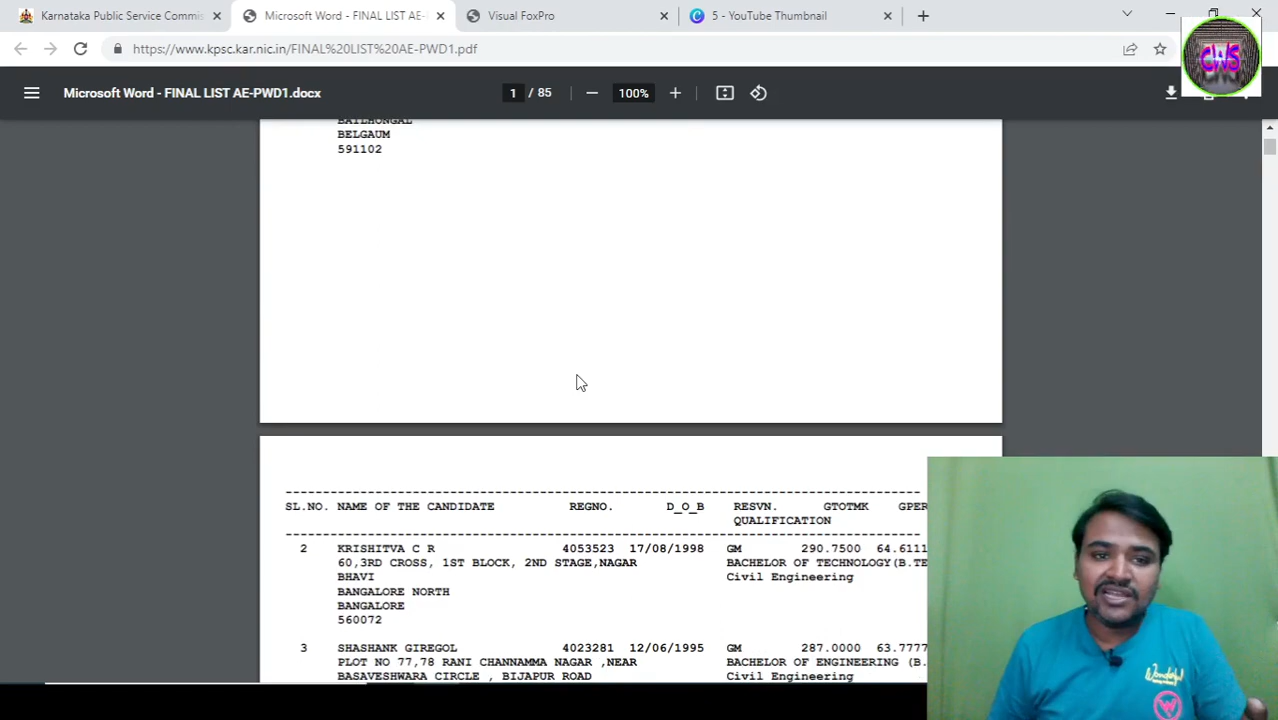 Karnataka Public Service Commis
Microsoft Word - FINAL LIST AE-
Visual FoxPro
5 - YouTube Thumbnail
https://www.kpsc.kar.nic.in/FINAL%20LIST%20AE-PWD1.pdf
CWS
Microsoft Word - FINAL LIST AE-PWD1.docx
1 / 85
100%
BAILHONGAL
BELGAUM
591102
SL.NO. NAME OF THE CANDIDATE REGNO. D_O_B RESVN. GTOTMK GPER
QUALIFICATION
2 KRISHITVA C R 4053523 17/08/1998 GM 290.7500 64.6111
60,3RD CROSS, 1ST BLOCK, 2ND STAGE,NAGAR BACHELOR OF TECHNOLOGY(B.TE
BHAVI Civil Engineering
BANGALORE NORTH
BANGALORE
560072
3 SHASHANK GIREGOL 4023281 12/06/1995 GM 287.0000 63.7777
PLOT NO 77,78 RANI CHANNAMMA NAGAR ,NEAR BACHELOR OF ENGINEERING (B.
BASAVESHWARA CIRCLE , BIJAPUR ROAD Civil Engineering
Wonderful